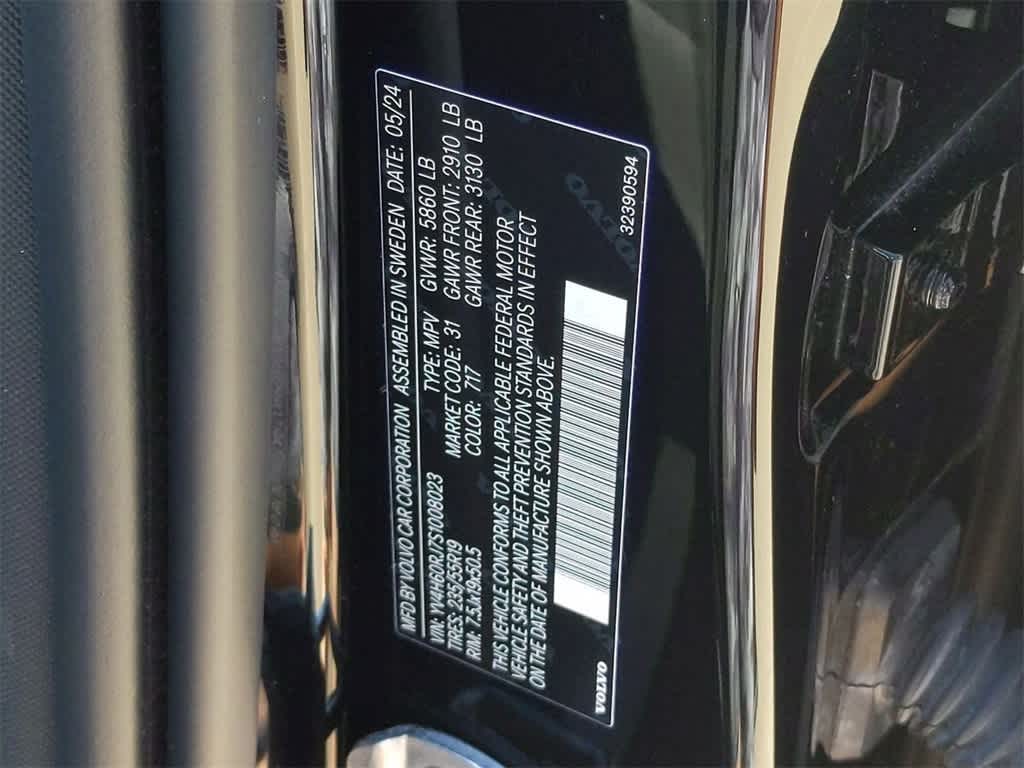 MFD BY VOLVO CAR CORPORATION ASSEMBLED IN SWEDEN DATE: 05/24
VIN: YV4H60RJ7S1008023 TYPE: MPV GVWR: 5860 LB
TIRES: 235/55R19 MARKET CODE: 31 GAWR FRONT: 2910 LB
RIM: 7.5X19x50.5 COLOR: 717 GAWR REAR: 3130 LB
THIS VEHICLE CONFORMS TO ALL APPLICABLE FEDERAL MOTOR
VEHICLE SAFETY AND THEFT PREVENTION STANDARDS IN EFFECT
ON THE DATE OF MANUFACTURE SHOWN ABOVE.
VOLVO
32390594